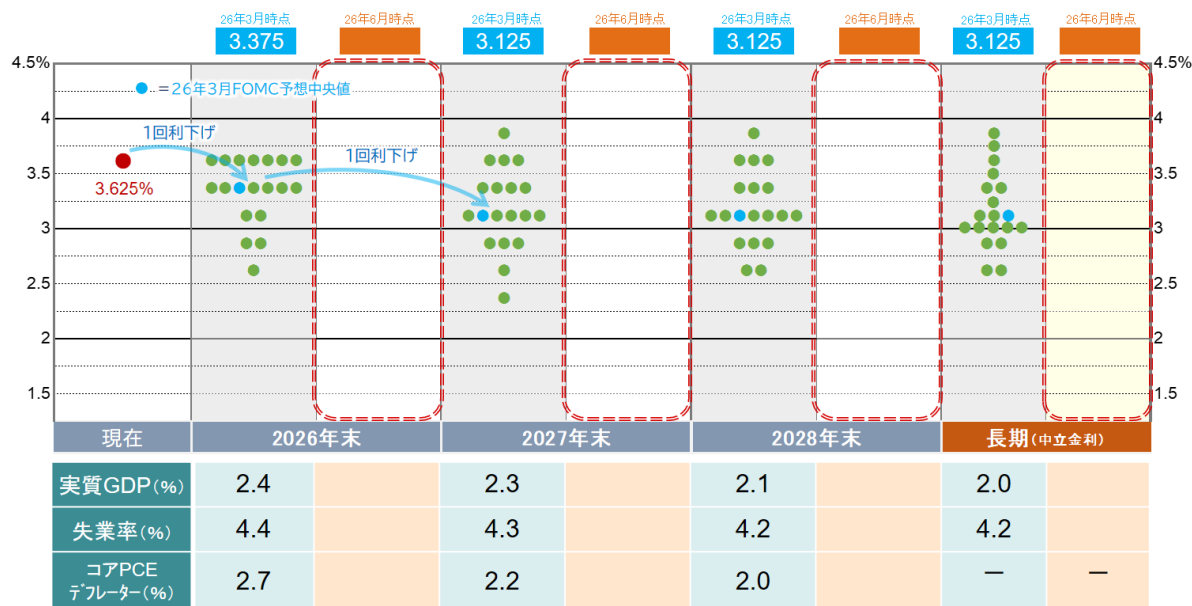 26年3月時点 26年6月時点 26年3月時点 26年6月時点 26年3月時点 26年6月時点 26年3月時点 26年6月時点
3.375 3.125 3.125 3.125
4.5% 4.5%
●=26年3月FOMC予想中央値
4 4
1回利下げ
1回利下げ
3.5 3.5
3.625%
3 3
2.5 2.5
2 2
1.5 1.5
現在 2026年末 2027年末 2028年末 長期(中立金利)
実質GDP(%) 2.4 2.3 2.1 2.0
失業率(%) 4.4 4.3 4.2 4.2
コアPCE
デフレーター(%) 2.7 2.2 2.0 ー ー